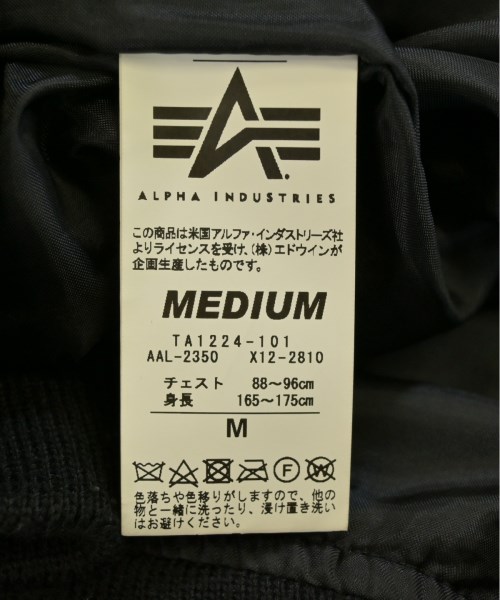 ALPHA INDUSTRIES
この商品は米国アルファ・インダストリーズ社
よりライセンスを受け、(株)エドウインが
企画生産したものです。
MEDIUM
TA1224-101
AAL-2350 X12-2810
チェスト 88～96cm
身長 165～175cm
M
F W
色落ちや色移りがしますので、他の
物と一緒に洗ったり、浸け置き洗い
はお避けください。